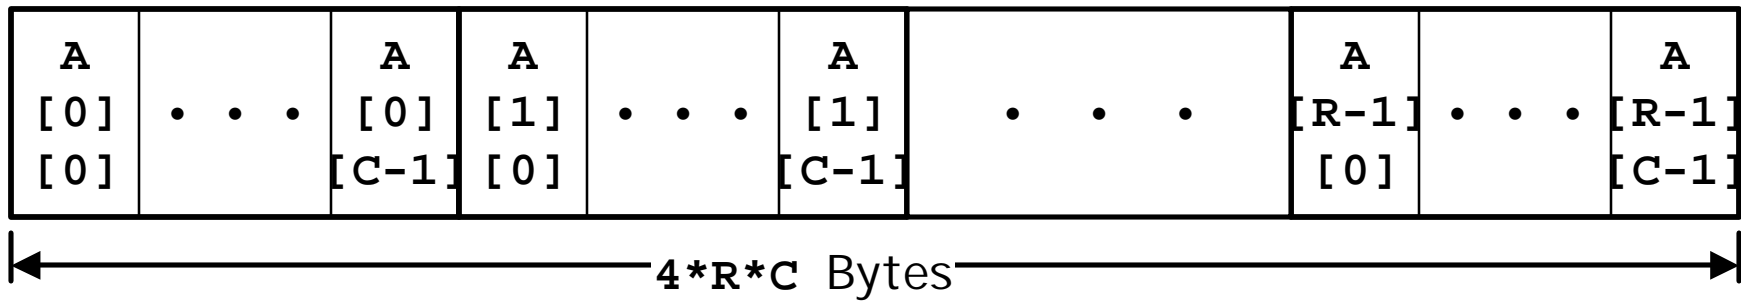 A A A A A A
[0] • • • [0] [1] • • • [1] • • • [R-1] • • • [R-1]
[0] [C-1] [0] [C-1] [0] [C-1]
4*R*C Bytes